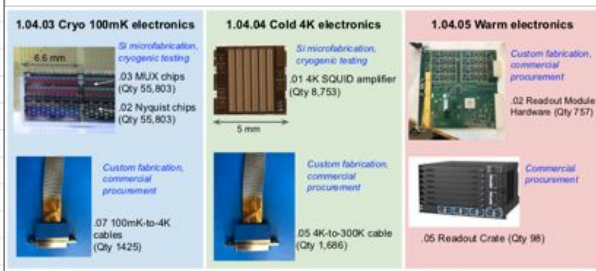 1.04.03 Cryo 100mK electronics
Si microfabrication,
cryogenic testing
6.6 mm
.03 MUX chips
(Qty 55,803)
.02 Nyquist chips
(Qty 55,803)
Custom fabrication,
commercial
procurement
.07 100mK-to-4K
cables
(Qty 1425)
1.04.04 Cold 4K electronics
Si microfabrication,
cryogenic testing
.01 4K SQUID amplifier
(Qty 8,753)
5 mm
Custom fabrication,
commercial
procurement
.05 4K-to-300K cable
(Qty 1,686)
1.04.05 Warm electronics
Custom fabrication,
commercial
procurement
.02 Readout Module
Hardware (Qty 757)
Commercial
procurement
.05 Readout Crate (Qty 98)